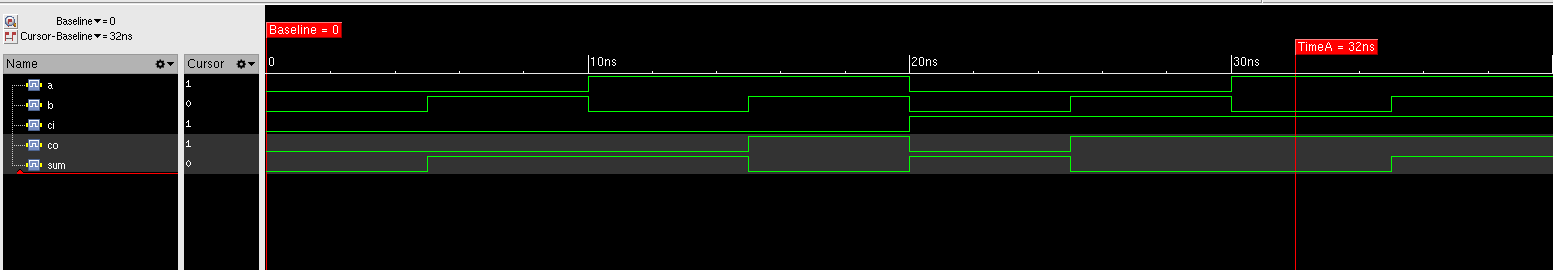 Baseline▼= 0
Cursor-Baseline▼= 32ns
Baseline = 0
TimeA = 32ns
Name Cursor 0 10ns 20ns 30ns
a 1
b 0
ci 1
co 1
sum 0